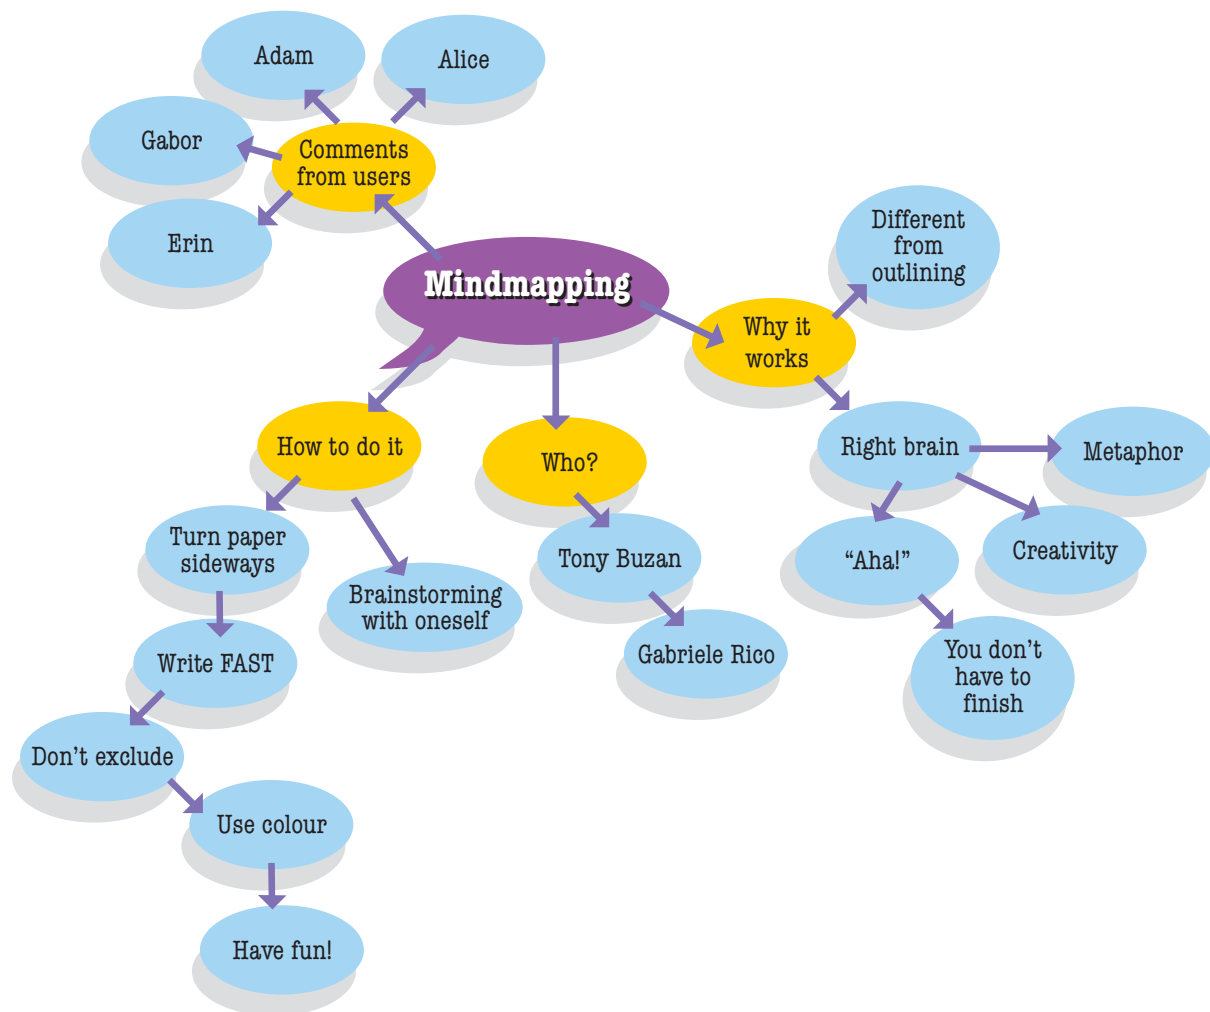 Adam
Alice
Gabor
Comments
from users
Erin
Mindmapping
Different
from
outlining
Why it
works
How to do it
Who?
Right brain
Metaphor
Turn paper
sideways
Brainstorming
with oneself
Tony Buzan
“Aha!”
Creativity
Write FAST
Gabriele Rico
You don’t
have to
finish
Don’t exclude
Use colour
Have fun!